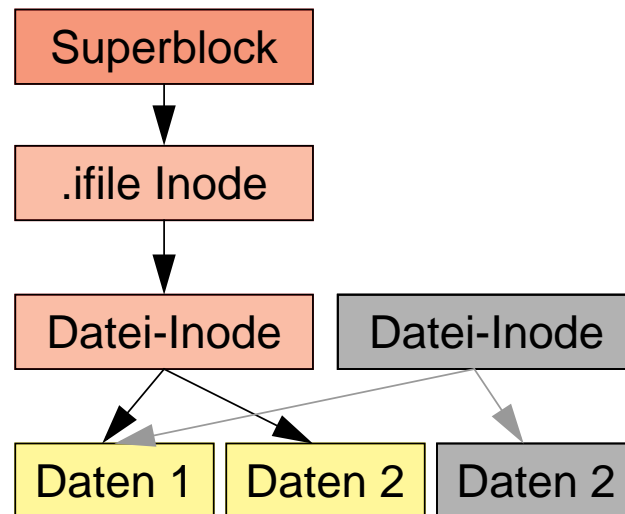 Superblock
.ifile Inode
Datei-Inode
Datei-Inode
Daten 1
Daten 2
Daten 2